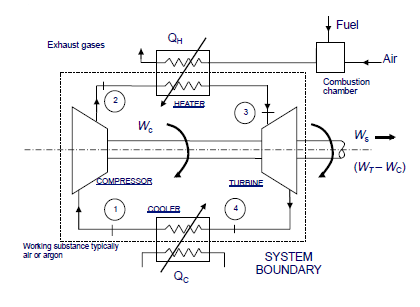 Fuel
Q_H
Exhaust gases
Air
Combustion
chamber
2
HEATER
3
W_c
W_s
(W_T – W_C)
COMPRESSOR
TURBINE
1
COOLER
4
Working substance typically
air or argon
SYSTEM
BOUNDARY
Q_C